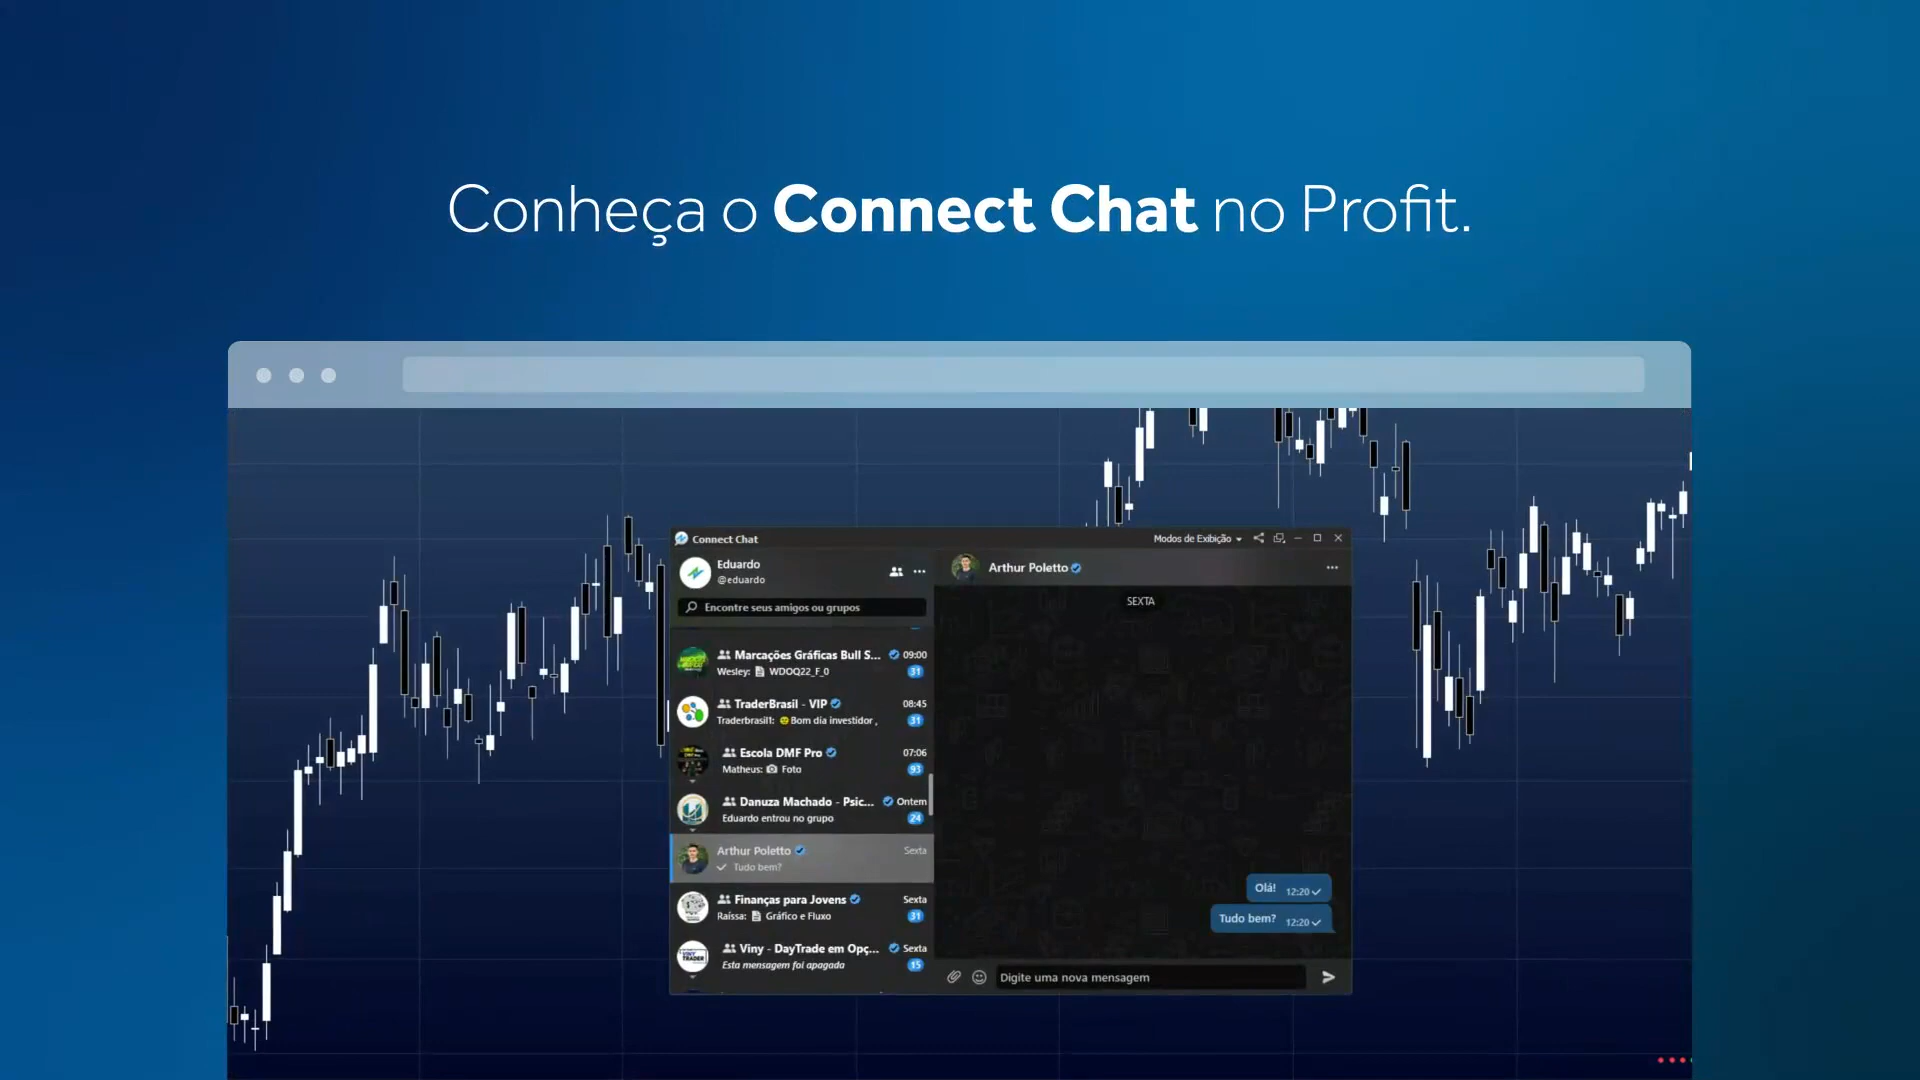 Conheça o Connect Chat no Profit.
Connect Chat
Modos de Exibição
Eduardo
@eduardo
Encontre seus amigos ou grupos
Marcações Gráficas Bull S... 09:00
Wesley: WDOQ22_F_0 31
TraderBrasil - VIP 08:45
Traderbrasil1: Bom dia investidor , 31
Escola DMF Pro 07:06
Matheus: Foto 93
Danuza Machado - Psic... Ontem
Eduardo entrou no grupo 24
Arthur Poletto Sexta
Tudo bem?
Finanças para Jovens Sexta
Raíssa: Gráfico e Fluxo 31
Viny - DayTrade em Opç... Sexta
Esta mensagem foi apagada 15
VINY
TRADER
Arthur Poletto
SEXTA
Olá! 12:20
Tudo bem? 12:20
Digite uma nova mensagem